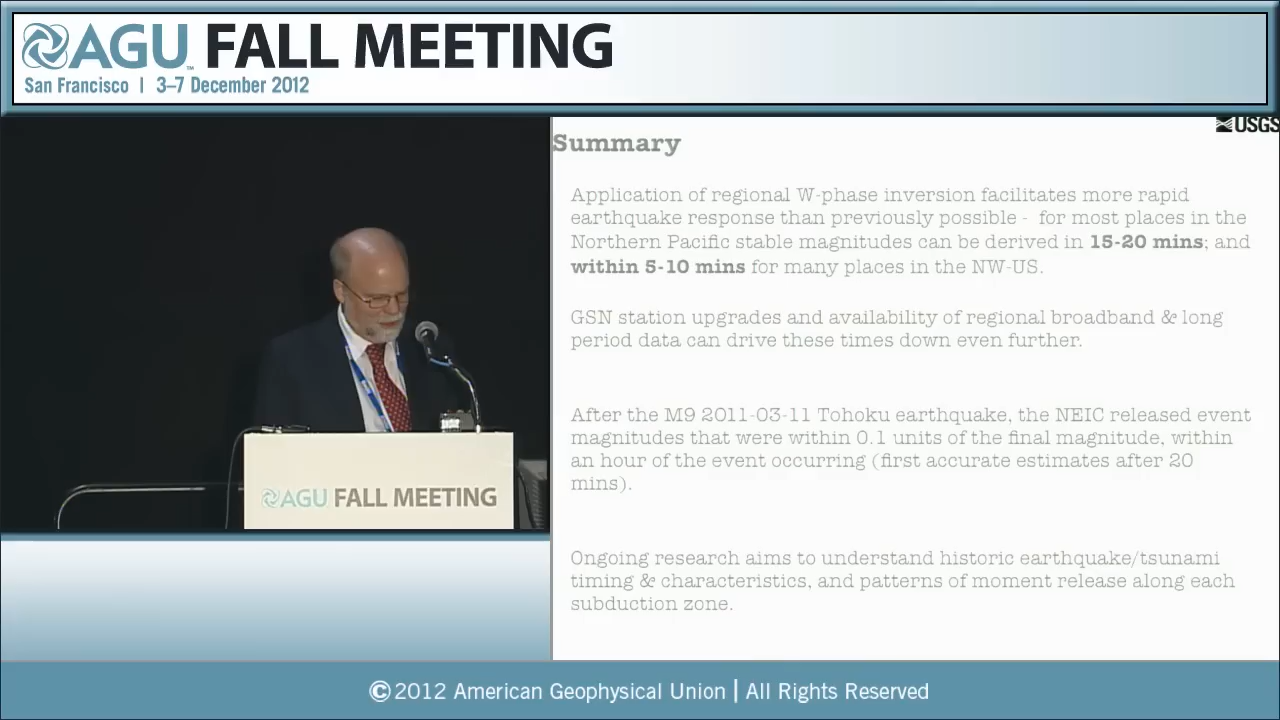 AGU FALL MEETING
San Francisco | 3–7 December 2012
USGS
Summary
Application of regional W-phase inversion facilitates more rapid
earthquake response than previously possible - for most places in the
Northern Pacific stable magnitudes can be derived in 15-20 mins; and
within 5-10 mins for many places in the NW-US.
GSN station upgrades and availability of regional broadband & long
period data can drive these times down even further.
After the M9 2011-03-11 Tohoku earthquake, the NEIC released event
magnitudes that were within 0.1 units of the final magnitude, within
an hour of the event occurring (first accurate estimates after 20
mins).
Ongoing research aims to understand historic earthquake/tsunami
timing & characteristics, and patterns of moment release along each
subduction zone.
AGU FALL MEETING
©2012 American Geophysical Union | All Rights Reserved